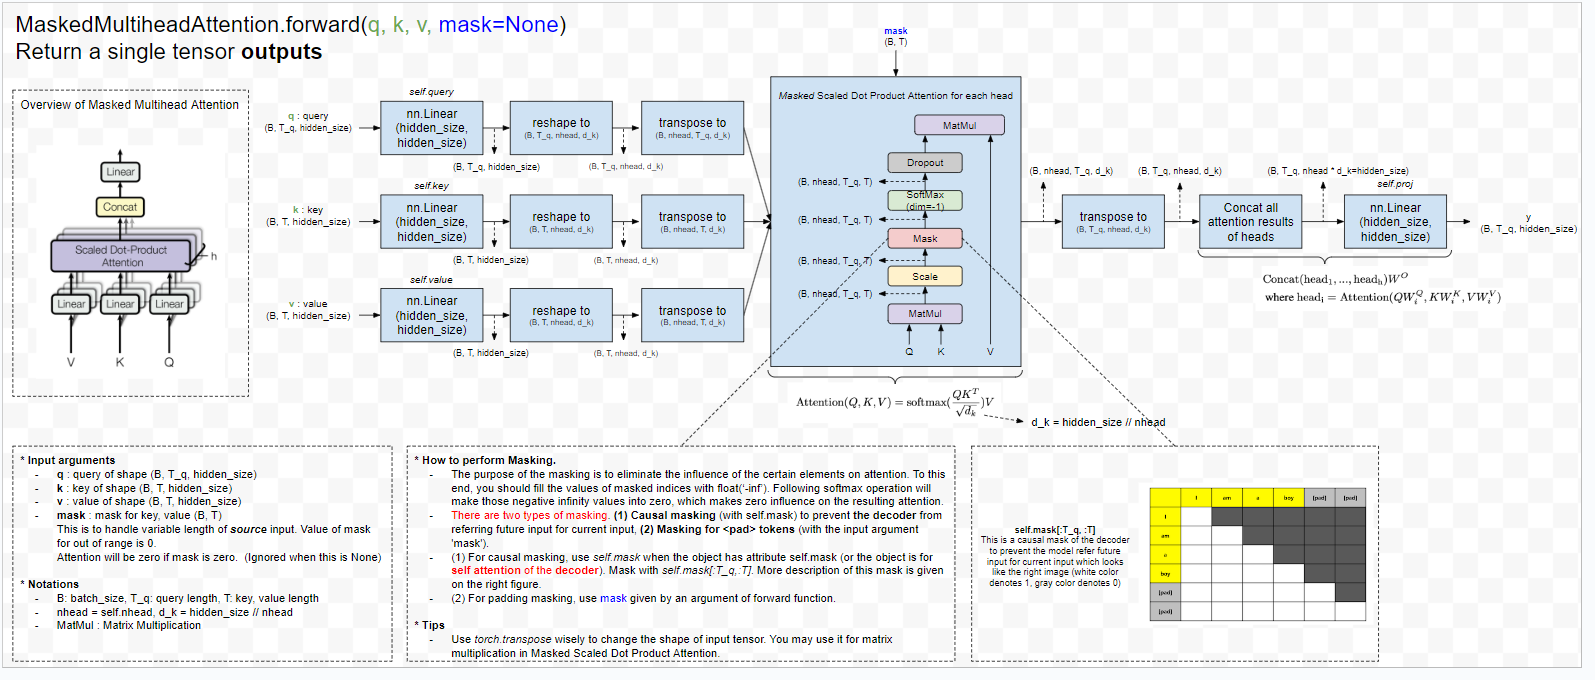 MaskedMultiheadAttention.forward(q, k, v, mask=None)
Return a single tensor outputs
Overview of Masked Multihead Attention
Linear
Concat
Scaled Dot-Product
Attention
h
Linear
Linear
Linear
V
K
Q
q : query
(B, T_q, hidden_size)
self.query
nn.Linear
(hidden_size,
hidden_size)
(B, T_q, hidden_size)
reshape to
(B, T_q, nhead, d_k)
(B, T_q, nhead, d_k)
transpose to
(B, nhead, T_q, d_k)
k : key
(B, T, hidden_size)
self.key
nn.Linear
(hidden_size,
hidden_size)
(B, T, hidden_size)
reshape to
(B, T, nhead, d_k)
(B, T, nhead, d_k)
transpose to
(B, nhead, T, d_k)
v : value
(B, T, hidden_size)
self.value
nn.Linear
(hidden_size,
hidden_size)
(B, T, hidden_size)
reshape to
(B, T, nhead, d_k)
(B, T, nhead, d_k)
transpose to
(B, nhead, T, d_k)
mask
(B, T)
Masked Scaled Dot Product Attention for each head
MatMul
Dropout
(B, nhead, T_q, T)
SoftMax
(dim=-1)
(B, nhead, T_q, T)
Mask
(B, nhead, T_q, T)
Scale
(B, nhead, T_q, T)
MatMul
Q
K
V
Attention(Q, K, V) = softmax(QK^T/√d_k)V
d_k = hidden_size // nhead
(B, nhead, T_q, d_k)
transpose to
(B, T_q, nhead, d_k)
(B, T_q, nhead, d_k)
Concat all
attention results
of heads
(B, T_q, nhead * d_k=hidden_size)
self.proj
nn.Linear
(hidden_size,
hidden_size)
y
(B, T_q, hidden_size)
Concat(head_1, ..., head_h)W^O
where head_i = Attention(QW_i^Q, KW_i^K, VW_i^V)
* Input arguments
- q : query of shape (B, T_q, hidden_size)
- k : key of shape (B, T, hidden_size)
- v : value of shape (B, T, hidden_size)
- mask : mask for key, value (B, T)
This is to handle variable length of source input. Value of mask
for out of range is 0.
Attention will be zero if mask is zero. (Ignored when this is None)
* Notations
- B: batch_size, T_q: query length, T: key, value length
- nhead = self.nhead, d_k = hidden_size // nhead
- MatMul : Matrix Multiplication
* How to perform Masking.
- The purpose of the masking is to eliminate the influence of the certain elements on attention. To this
end, you should fill the values of masked indices with float('-inf'). Following softmax operation will
make those negative infinity values into zero, which makes zero influence on the resulting attention.
- There are two types of masking. (1) Causal masking (with self.mask) to prevent the decoder from
referring future input for current input, (2) Masking for <pad> tokens (with the input argument
'mask').
- (1) For causal masking, use self.mask when the object has attribute self.mask (or the object is for
self attention of the decoder). Mask with self.mask[:T_q,:T]. More description of this mask is given
on the right figure.
- (2) For padding masking, use mask given by an argument of forward function.
* Tips
- Use torch.transpose wisely to change the shape of input tensor. You may use it for matrix
multiplication in Masked Scaled Dot Product Attention.
self.mask[:T_q, :T]
This is a causal mask of the decoder
to prevent the model refer future
input for current input which looks
like the right image (white color
denotes 1, gray color denotes 0)
I am a boy [pad] [pad]
I
am
a
boy
[pad]
[pad]